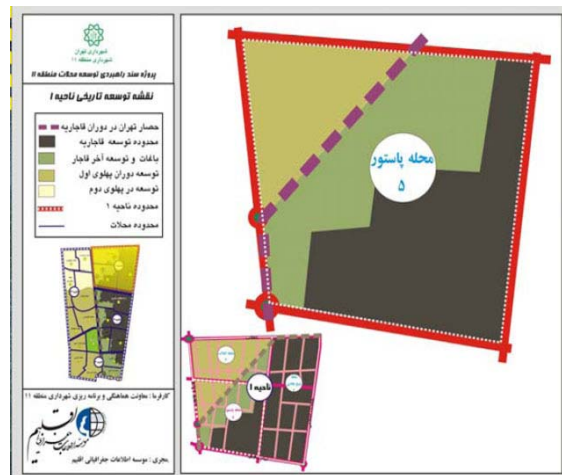 شهرداری تهران
شهرداری منطقه ۱۱
پروژه سند راهبردی توسعه محلات منطقه ۱۱
نقشه توسعه تاریخی ناحیه ۱
حصار تهران در دوران قاجاریه
محدوده توسعه قاجاریه
باغات و توسعه آخر قاجار
توسعه دوران پهلوی اول
توسعه در پهلوی دوم
محدوده ناحیه ۱
محدوده محلات
کارفرما : معاونت هماهنگی و برنامه ریزی شهرداری منطقه ۱۱
اقلیم
مجری : موسسه اطلاعات جغرافیائی اقلیم
محله پاستور
۵
ناحیه ۱